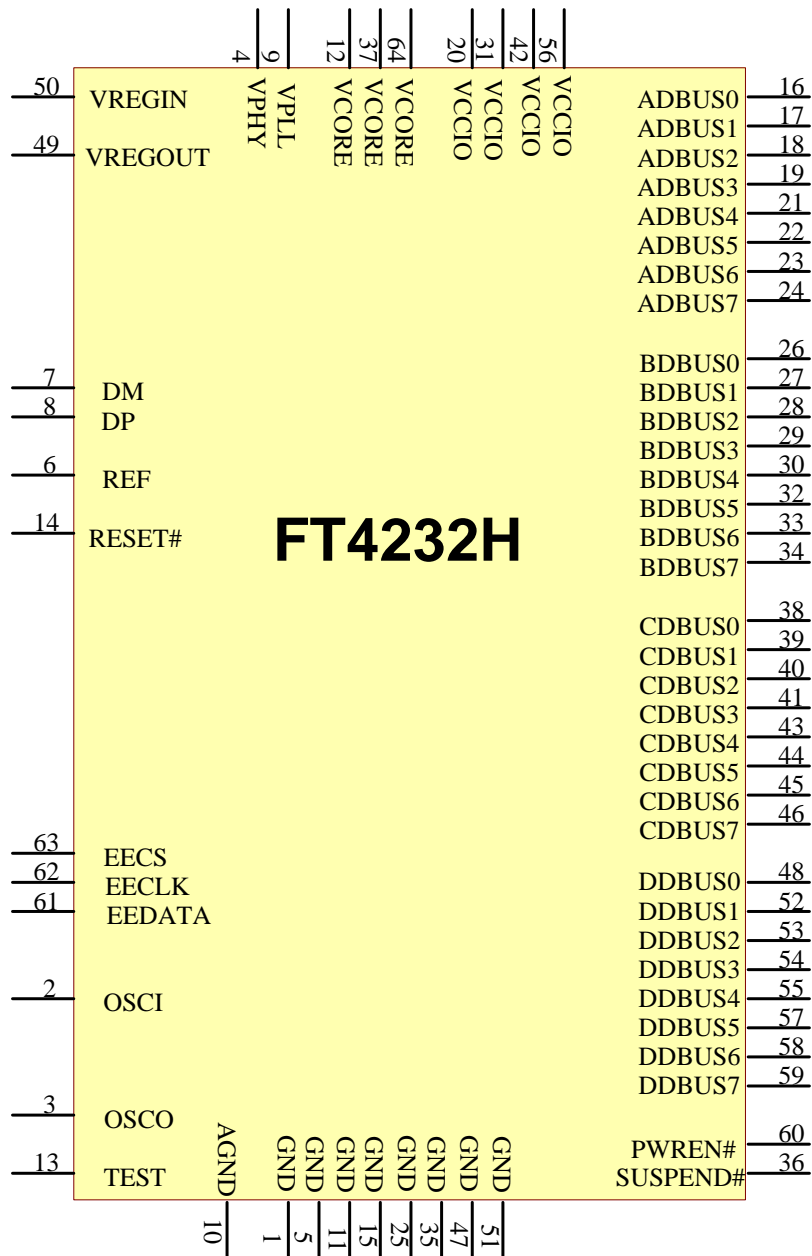 4 9 12 37 64 20 31 42 56
VPHY VPLL VCORE VCORE VCORE VCCIO VCCIO VCCIO VCCIO
50 VREGIN
49 VREGOUT
7 DM
8 DP
6 REF
14 RESET#
63 EECS
62 EECLK
61 EEDATA
2 OSCI
3 OSCO
13 TEST
FT4232H
ADBUS0 16
ADBUS1 17
ADBUS2 18
ADBUS3 19
ADBUS4 21
ADBUS5 22
ADBUS6 23
ADBUS7 24
BDBUS0 26
BDBUS1 27
BDBUS2 28
BDBUS3 29
BDBUS4 30
BDBUS5 32
BDBUS6 33
BDBUS7 34
CDBUS0 38
CDBUS1 39
CDBUS2 40
CDBUS3 41
CDBUS4 43
CDBUS5 44
CDBUS6 45
CDBUS7 46
DDBUS0 48
DDBUS1 52
DDBUS2 53
DDBUS3 54
DDBUS4 55
DDBUS5 57
DDBUS6 58
DDBUS7 59
PWREN# 60
SUSPEND# 36
AGND GND GND GND GND GND GND GND GND
10 1 5 11 15 25 35 47 51